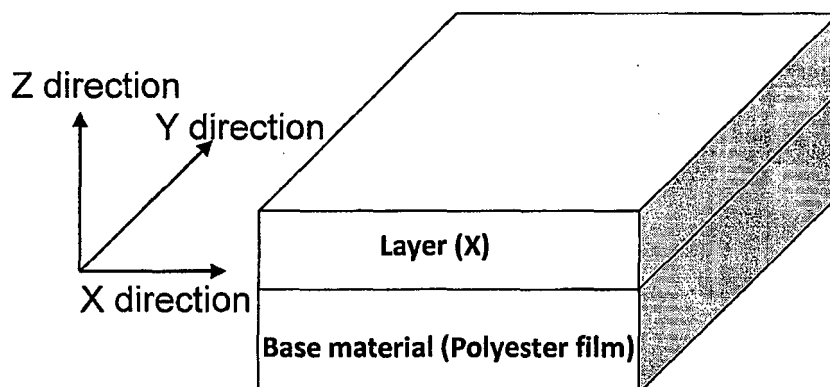 Z direction
Y direction
X direction
Layer (X)
Base material (Polyester film)